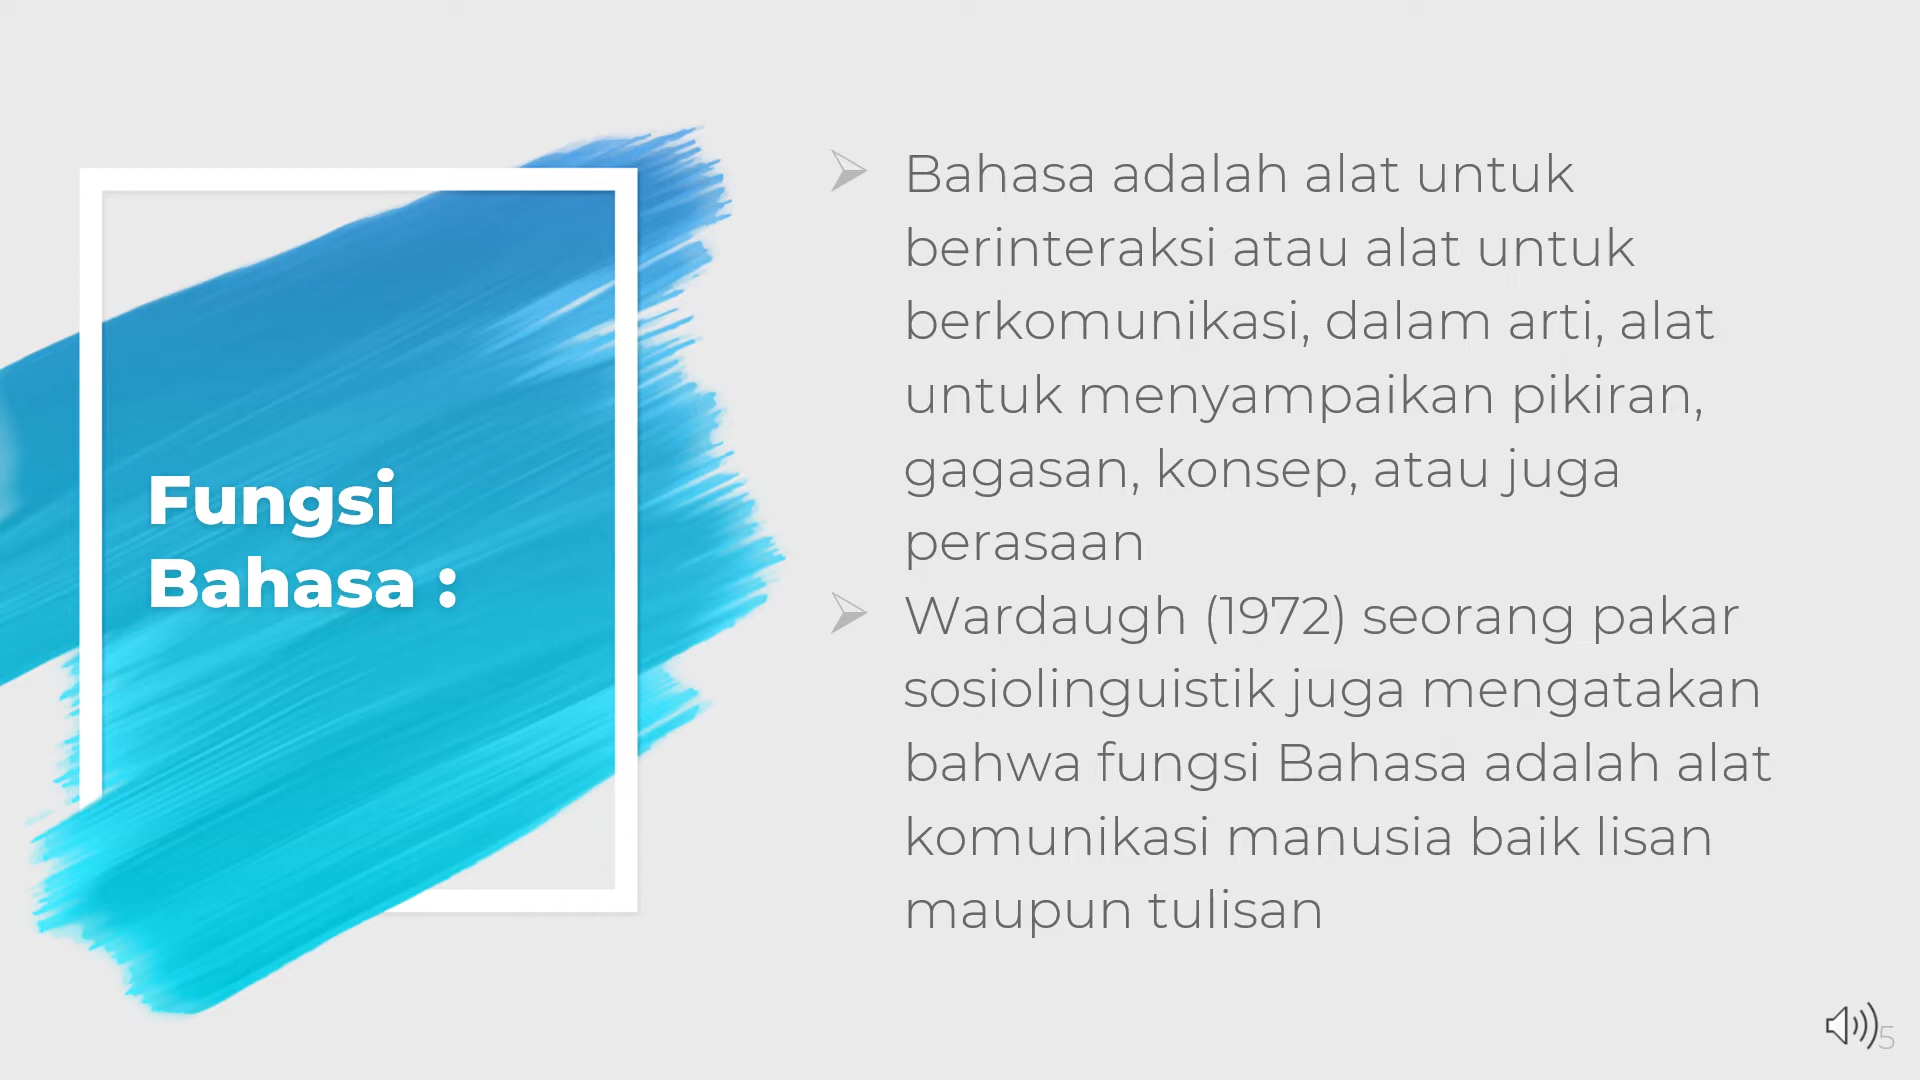 Fungsi
Bahasa :
Bahasa adalah alat untuk
berinteraksi atau alat untuk
berkomunikasi, dalam arti, alat
untuk menyampaikan pikiran,
gagasan, konsep, atau juga
perasaan
Wardaugh (1972) seorang pakar
sosiolinguistik juga mengatakan
bahwa fungsi Bahasa adalah alat
komunikasi manusia baik lisan
maupun tulisan
5